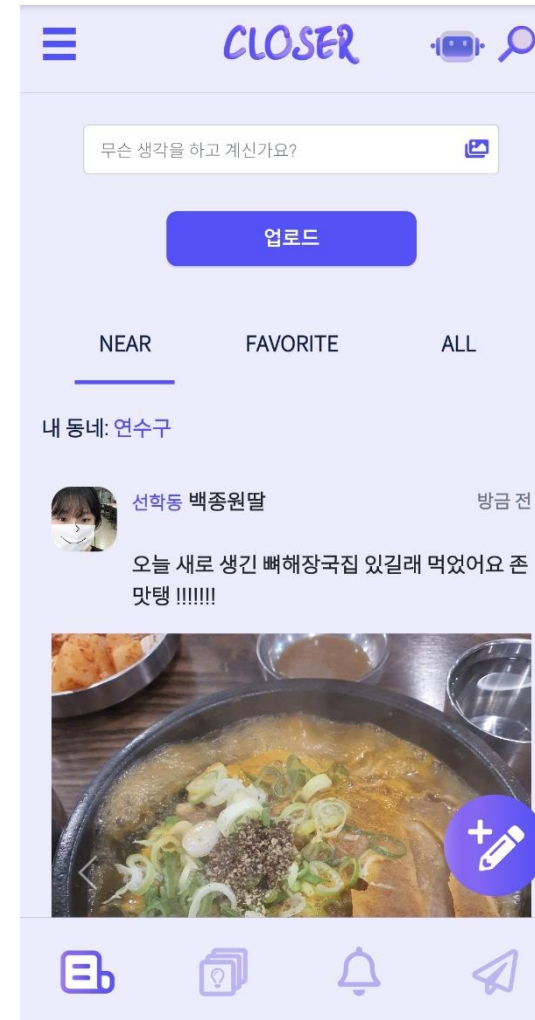 CLOSER
무슨 생각을 하고 계신가요?
업로드
NEAR FAVORITE ALL
내 동네: 연수구
선학동 백종원딸 방금 전
오늘 새로 생긴 뼈해장국집 있길래 먹었어요 존
맛탱 !!!!!!!